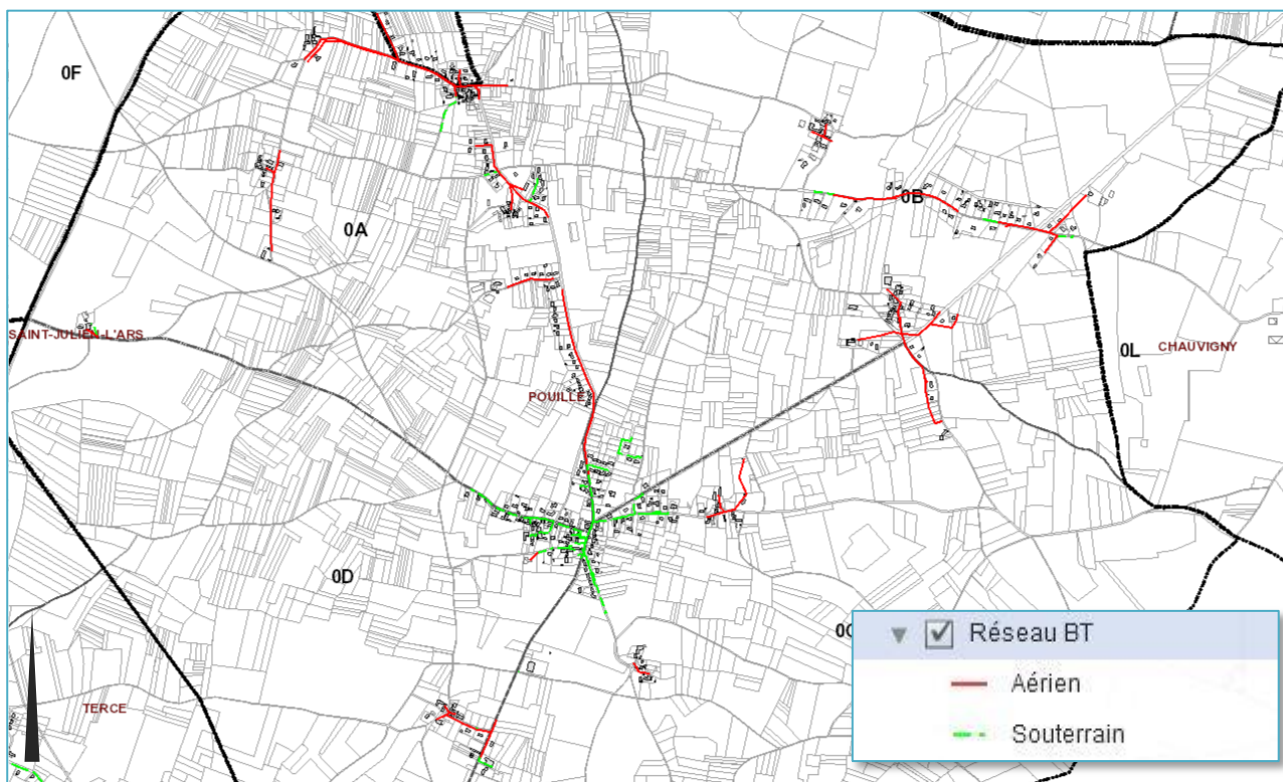 0F
0B
0A
SAINT-JULIEN-L'ARS
0L
CHAUVIGNY
POUILLE
0D
TERCE
Réseau BT
Aérien
Souterrain